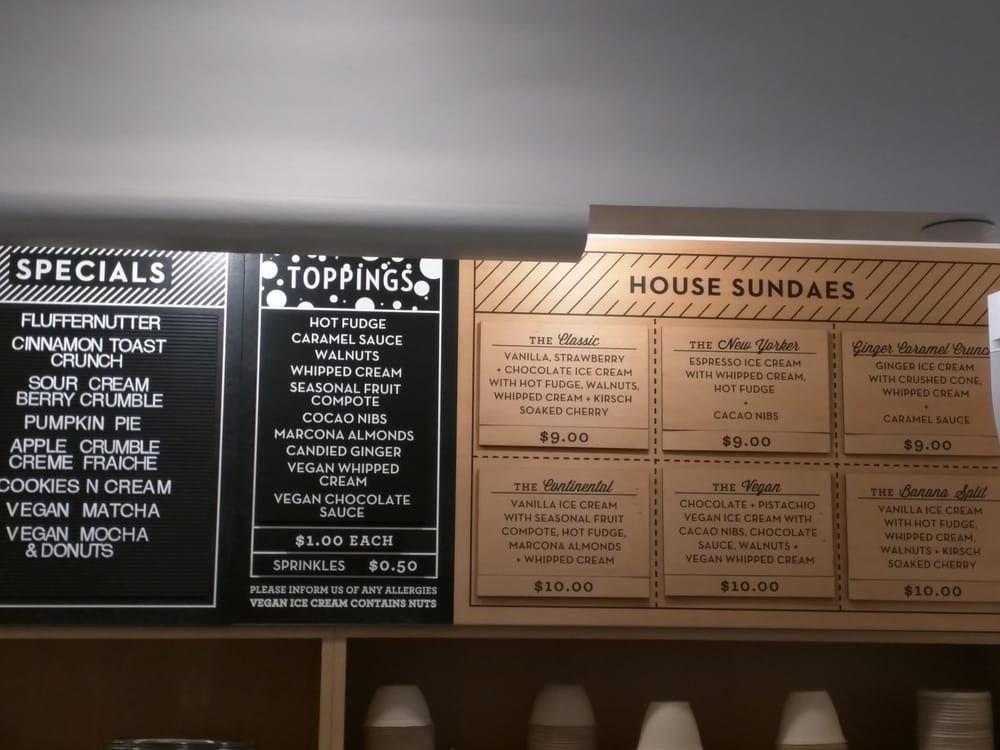 SPECIALS
FLUFFERNUTTER
CINNAMON TOAST
CRUNCH
SOUR CREAM
BERRY CRUMBLE
PUMPKIN PIE
APPLE CRUMBLE
CREME FRAICHE
COOKIES N CREAM
VEGAN MATCHA
VEGAN MOCHA
& DONUTS
TOPPINGS
HOT FUDGE
CARAMEL SAUCE
WALNUTS
WHIPPED CREAM
SEASONAL FRUIT
COMPOTE
COCAO NIBS
MARCONA ALMONDS
CANDIED GINGER
VEGAN WHIPPED
CREAM
VEGAN CHOCOLATE
SAUCE
$1.00 EACH
SPRINKLES $0.50
PLEASE INFORM US OF ANY ALLERGIES
VEGAN ICE CREAM CONTAINS NUTS
HOUSE SUNDAES
THE Classic
VANILLA, STRAWBERRY
+ CHOCOLATE ICE CREAM
WITH HOT FUDGE, WALNUTS,
WHIPPED CREAM + KIRSCH
SOAKED CHERRY
$9.00
THE New Yorker
ESPRESSO ICE CREAM
WITH WHIPPED CREAM,
HOT FUDGE
+
CACAO NIBS
$9.00
Ginger Caramel Crunc
GINGER ICE CREAM
WITH CRUSHED CONE,
WHIPPED CREAM
+
CARAMEL SAUCE
$9.00
THE Continental
VANILLA ICE CREAM
WITH SEASONAL FRUIT
COMPOTE, HOT FUDGE,
MARCONA ALMONDS
+ WHIPPED CREAM
$10.00
THE Vegan
CHOCOLATE + PISTACHIO
VEGAN ICE CREAM WITH
CACAO NIBS, CHOCOLATE
SAUCE, WALNUTS +
VEGAN WHIPPED CREAM
$10.00
THE Banana Split
VANILLA ICE CREAM
WITH HOT FUDGE,
WHIPPED CREAM,
WALNUTS + KIRSCH
SOAKED CHERRY
$10.00